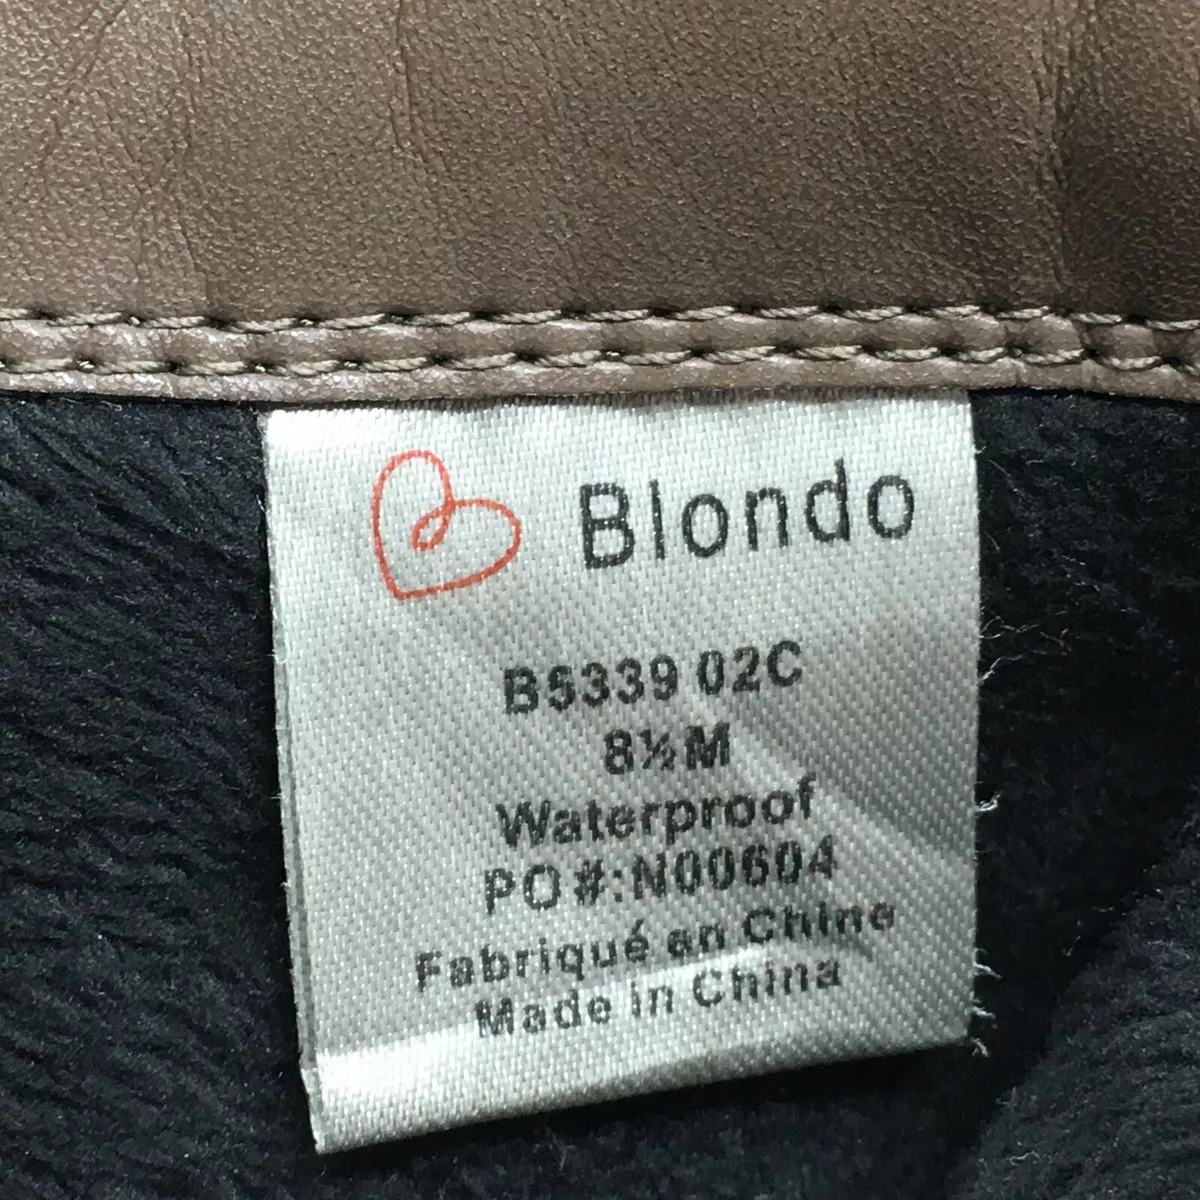 Blondo
B5339 02C
8½M
Waterproof
PO#:N00604
Fabriqué en Chine
Made in China